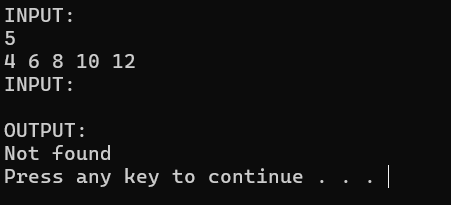 INPUT:
5
4 6 8 10 12
INPUT:
OUTPUT:
Not found
Press any key to continue . . .